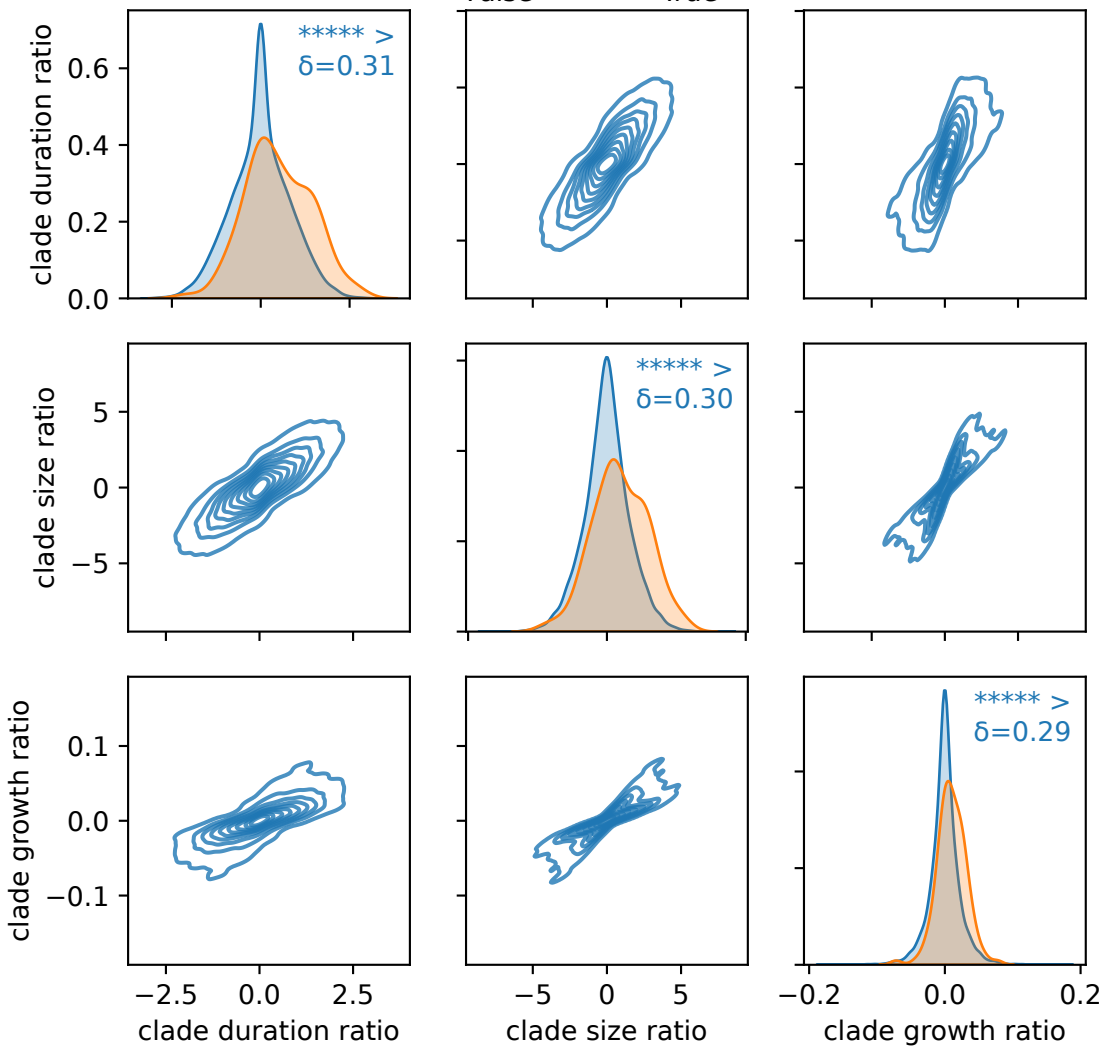 ***** >
δ=0.31
clade duration ratio
0.6
0.4
0.2
0.0
***** >
δ=0.30
clade size ratio
5
0
−5
***** >
δ=0.29
clade growth ratio
0.1
0.0
−0.1
−2.5 0.0 2.5 −5 0 5 −0.2 0.0 0.2
clade duration ratio clade size ratio clade growth ratio